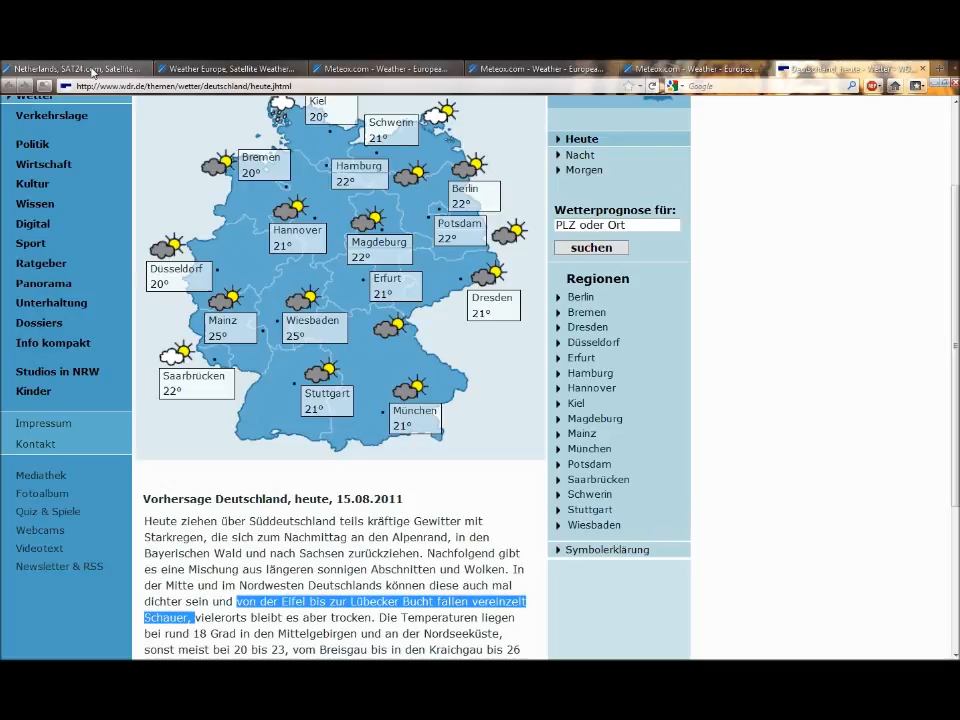 Netherlands, SAT24.com, Satellite ...
Weather Europe, Satellite Weather...
Meteox.com - Weather - Europea...
Meteox.com - Weather - Europea...
Meteox.com - Weather - Europea...
Deutschland, heute - Wetter - WD...
http://www.wdr.de/themen/wetter/deutschland/heute.jhtml
Google
Wetter
Verkehrslage
Politik
Wirtschaft
Kultur
Wissen
Digital
Sport
Ratgeber
Panorama
Unterhaltung
Dossiers
Info kompakt
Studios in NRW
Kinder
Impressum
Kontakt
Mediathek
Fotoalbum
Quiz & Spiele
Webcams
Videotext
Newsletter & RSS
Kiel
20°
Schwerin
21°
Bremen
20°
Hamburg
22°
Berlin
22°
Hannover
21°
Magdeburg
22°
Potsdam
22°
Düsseldorf
20°
Erfurt
21°
Dresden
21°
Mainz
25°
Wiesbaden
25°
Saarbrücken
22°
Stuttgart
21°
München
21°
Vorhersage Deutschland, heute, 15.08.2011
Heute ziehen über Süddeutschland teils kräftige Gewitter mit
Starkregen, die sich zum Nachmittag an den Alpenrand, in den
Bayerischen Wald und nach Sachsen zurückziehen. Nachfolgend gibt
es eine Mischung aus längeren sonnigen Abschnitten und Wolken. In
der Mitte und im Nordwesten Deutschlands können diese auch mal
dichter sein und von der Eifel bis zur Lübecker Bucht fallen vereinzelt
Schauer, vielerorts bleibt es aber trocken. Die Temperaturen liegen
bei rund 18 Grad in den Mittelgebirgen und an der Nordseeküste,
sonst meist bei 20 bis 23, vom Breisgau bis in den Kraichgau bis 26
Heute
Nacht
Morgen
Wetterprognose für:
PLZ oder Ort
suchen
Regionen
Berlin
Bremen
Dresden
Düsseldorf
Erfurt
Hamburg
Hannover
Kiel
Magdeburg
Mainz
München
Potsdam
Saarbrücken
Schwerin
Stuttgart
Wiesbaden
Symbolerklärung